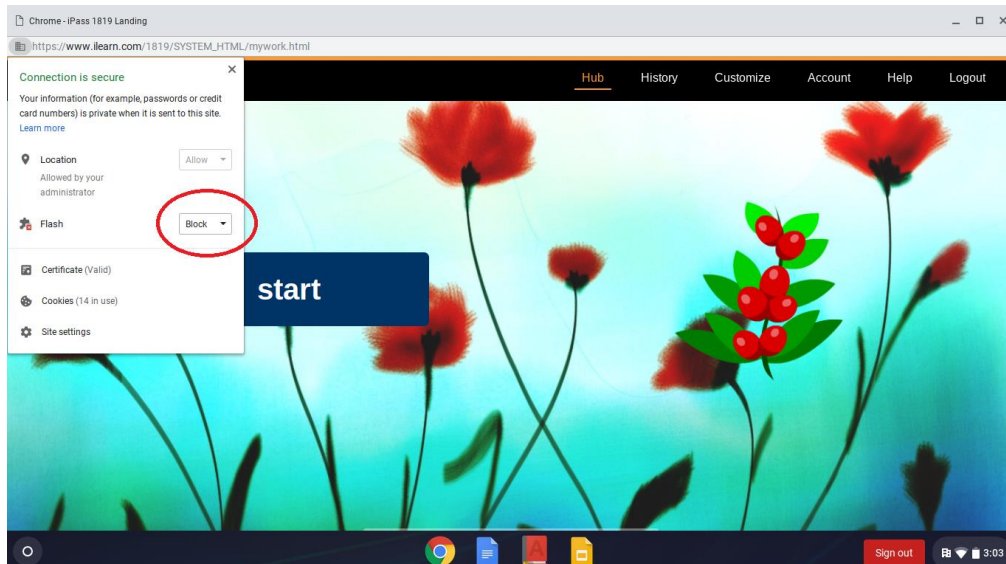 Chrome - iPass 1819 Landing
https://www.ilearn.com/1819/SYSTEM_HTML/mywork.html
Hub History Customize Account Help Logout
Connection is secure
Your information (for example, passwords or credit
card numbers) is private when it is sent to this site.
Learn more
Location Allow
Allowed by your
administrator
Flash Block
Certificate (Valid)
Cookies (14 in use)
Site settings
start
A
Sign out 3:03